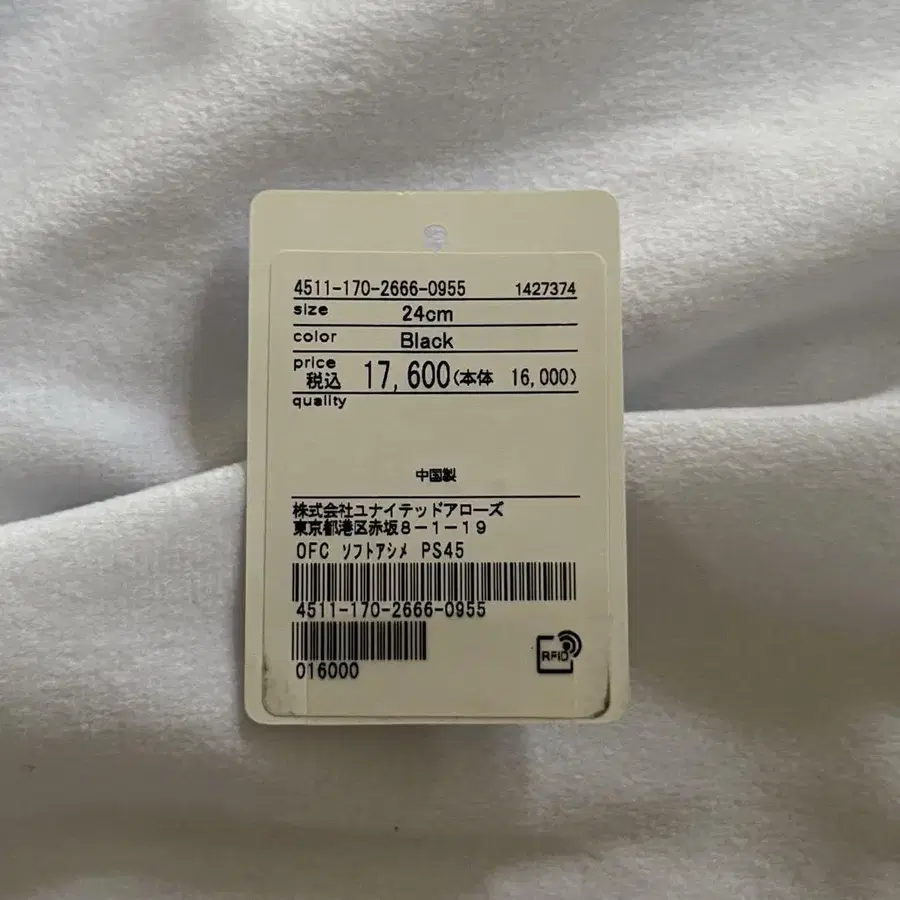 4511-170-2666-0955 1427374
size 24cm
color Black
price
税込 17,600(本体 16,000)
quality
中国製
株式会社ユナイテッドアローズ
東京都港区赤坂8-1-19
OFC ソフトアシメ PS45
4511-170-2666-0955
016000
RFID